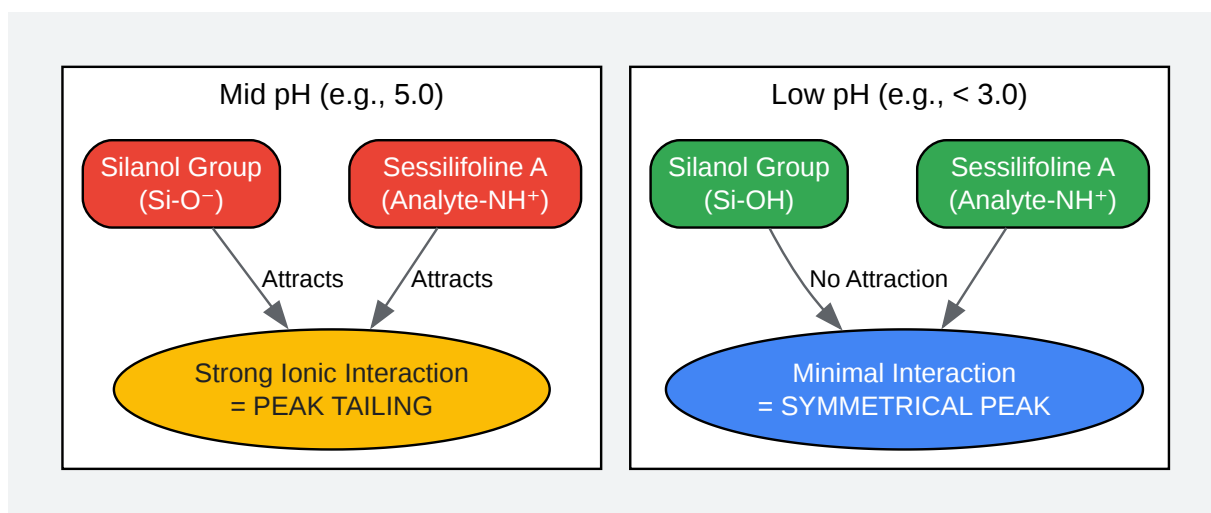 Mid pH (e.g., 5.0)
Silanol Group
(Si-O⁻)
Sessilifoline A
(Analyte-NH⁺)
Attracts
Attracts
Strong Ionic Interaction
= PEAK TAILING
Low pH (e.g., < 3.0)
Silanol Group
(Si-OH)
Sessilifoline A
(Analyte-NH⁺)
No Attraction
Minimal Interaction
= SYMMETRICAL PEAK